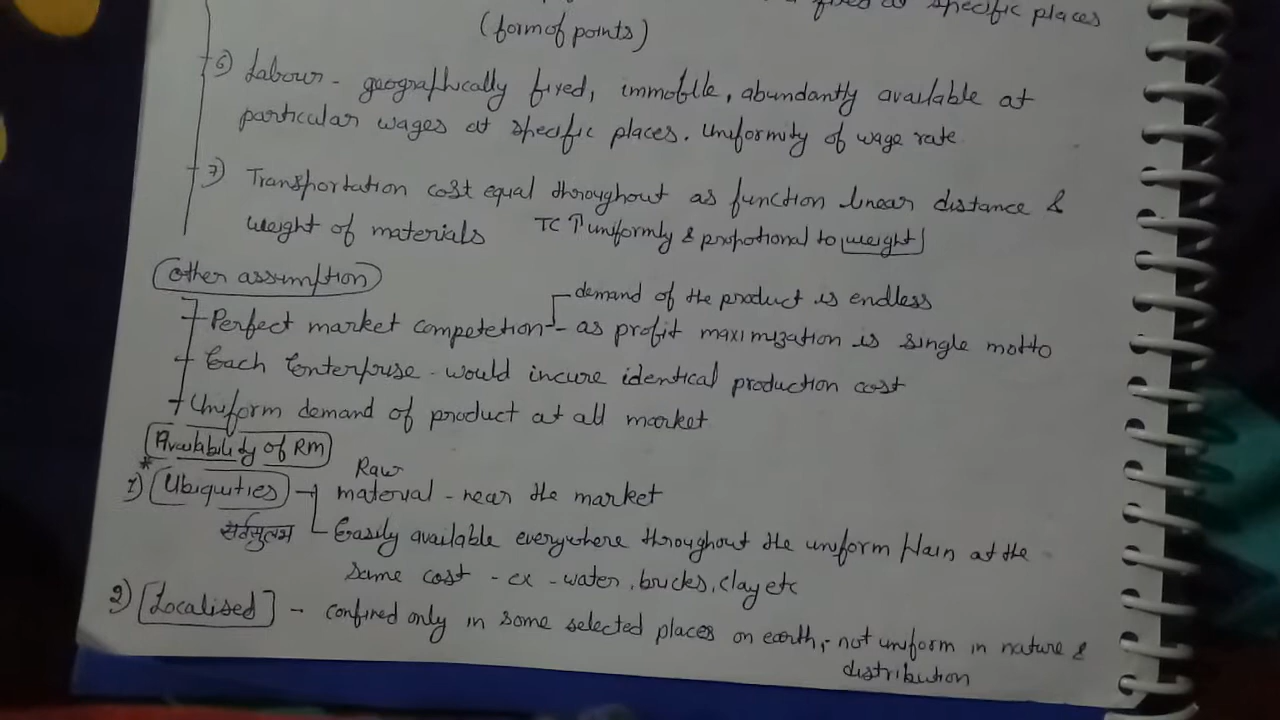 specific places
(form of points)
6) Labour - geographically fixed, immobile, abundantly available at
particular wages at specific places. Uniformity of wage rate
7) Transportation cost equal throughout as function linear distance &
weight of materials TC ↑ uniformly & propotional to weight
Other assumption
demand of the product is endless
Perfect market competetion - as profit maximization is single motto
Each Enterprise - would incure identical production cost
Uniform demand of product at all market
Availability of RM
Raw
1) Ubiquities material - near the market
सर्वसुलभ Easily available everywhere throughout the uniform plain at the
same cost - ex - water, bricks, clay etc
2) Localised - confined only in some selected places on earth, - not uniform in nature &
distribution